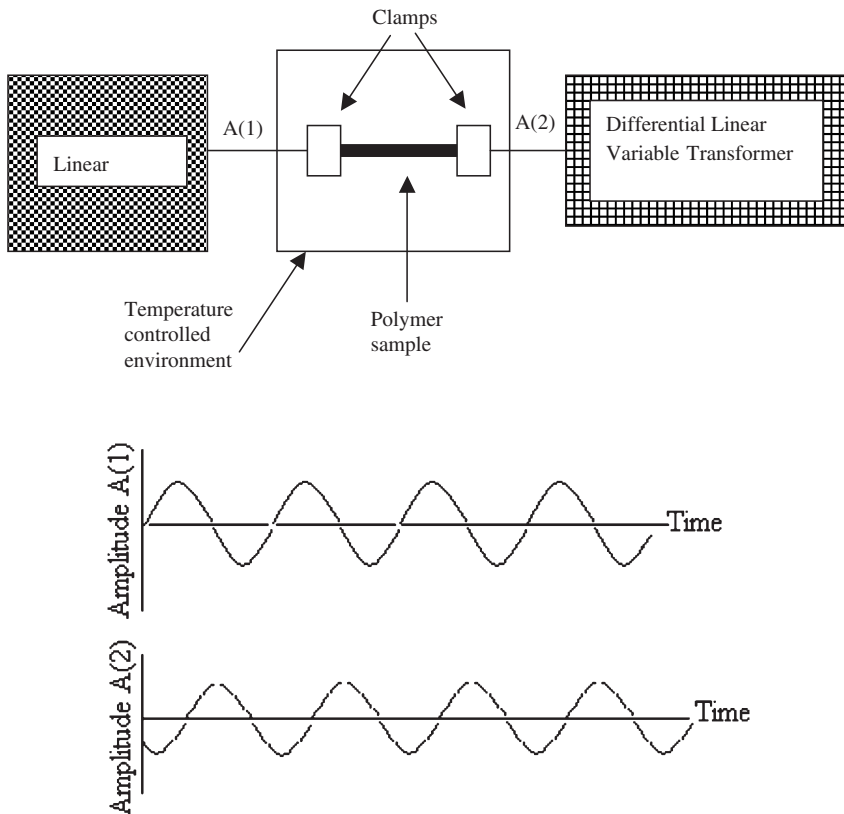 Clamps
A(1)
A(2)
Linear
Differential Linear
Variable Transformer
Temperature
controlled
environment
Polymer
sample
Amplitude A(1)
Time
Amplitude A(2)
Time